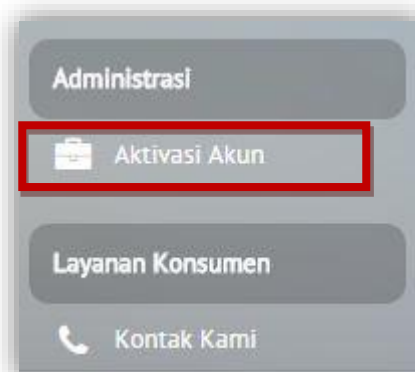 Administrasi
Aktivasi Akun
Layanan Konsumen
Kontak Kami